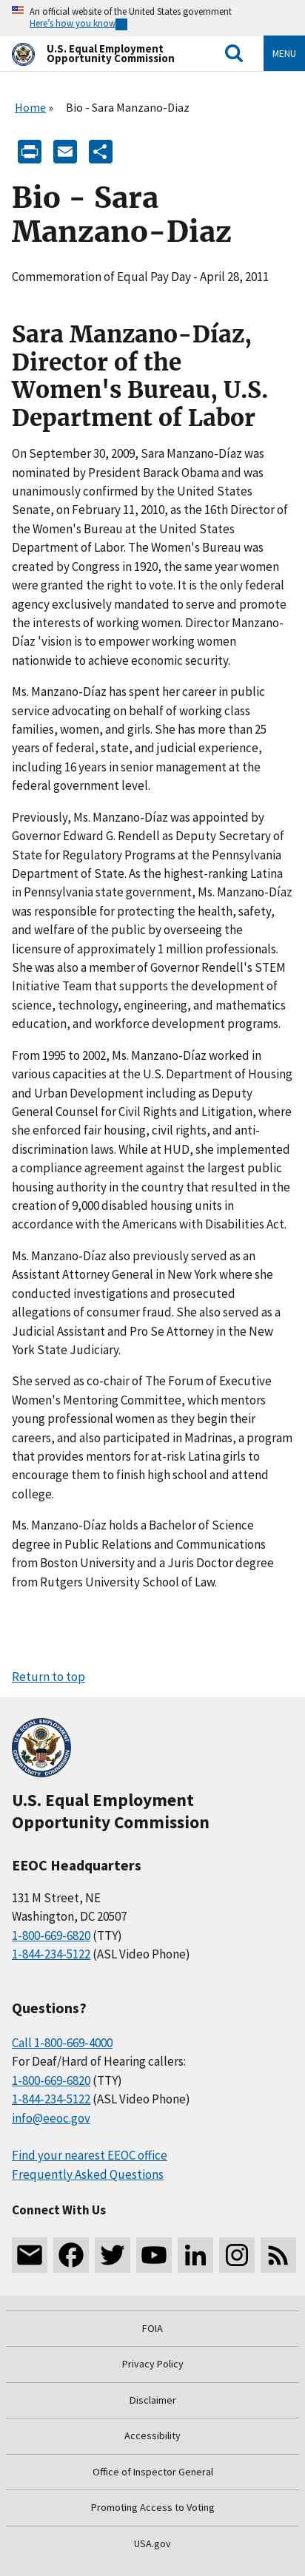 An official website of the United States government
Here's how you know
U.S. Equal Employment
Opportunity Commission
MENU
Home » Bio - Sara Manzano-Diaz
Bio - Sara
Manzano-Diaz
Commemoration of Equal Pay Day - April 28, 2011
Sara Manzano-Díaz,
Director of the
Women's Bureau, U.S.
Department of Labor
On September 30, 2009, Sara Manzano-Díaz was
nominated by President Barack Obama and was
unanimously confirmed by the United States
Senate, on February 11, 2010, as the 16th Director of
the Women's Bureau at the United States
Department of Labor. The Women's Bureau was
created by Congress in 1920, the same year women
were granted the right to vote. It is the only federal
agency exclusively mandated to serve and promote
the interests of working women. Director Manzano-
Díaz 'vision is to empower working women
nationwide to achieve economic security.
Ms. Manzano-Díaz has spent her career in public
service advocating on behalf of working class
families, women, and girls. She has more than 25
years of federal, state, and judicial experience,
including 16 years in senior management at the
federal government level.
Previously, Ms. Manzano-Díaz was appointed by
Governor Edward G. Rendell as Deputy Secretary of
State for Regulatory Programs at the Pennsylvania
Department of State. As the highest-ranking Latina
in Pennsylvania state government, Ms. Manzano-Díaz
was responsible for protecting the health, safety,
and welfare of the public by overseeing the
licensure of approximately 1 million professionals.
She was also a member of Governor Rendell's STEM
Initiative Team that supports the development of
science, technology, engineering, and mathematics
education, and workforce development programs.
From 1995 to 2002, Ms. Manzano-Díaz worked in
various capacities at the U.S. Department of Housing
and Urban Development including as Deputy
General Counsel for Civil Rights and Litigation, where
she oversaw fair housing, civil rights, and anti-
discrimination laws. While at HUD, she implemented
a compliance agreement against the largest public
housing authority in the country that resulted in the
creation of 9,000 disabled housing units in
accordance with the Americans with Disabilities Act.
Ms. Manzano-Díaz also previously served as an
Assistant Attorney General in New York where she
conducted investigations and prosecuted
allegations of consumer fraud. She also served as a
Judicial Assistant and Pro Se Attorney in the New
York State Judiciary.
She served as co-chair of The Forum of Executive
Women's Mentoring Committee, which mentors
young professional women as they begin their
careers, and also participated in Madrinas, a program
that provides mentors for at-risk Latina girls to
encourage them to finish high school and attend
college.
Ms. Manzano-Díaz holds a Bachelor of Science
degree in Public Relations and Communications
from Boston University and a Juris Doctor degree
from Rutgers University School of Law.
Return to top
U.S. Equal Employment
Opportunity Commission
EEOC Headquarters
131 M Street, NE
Washington, DC 20507
1-800-669-6820 (TTY)
1-844-234-5122 (ASL Video Phone)
Questions?
Call 1-800-669-4000
For Deaf/Hard of Hearing callers:
1-800-669-6820 (TTY)
1-844-234-5122 (ASL Video Phone)
info@eeoc.gov
Find your nearest EEOC office
Frequently Asked Questions
Connect With Us
FOIA
Privacy Policy
Disclaimer
Accessibility
Office of Inspector General
Promoting Access to Voting
USA.gov